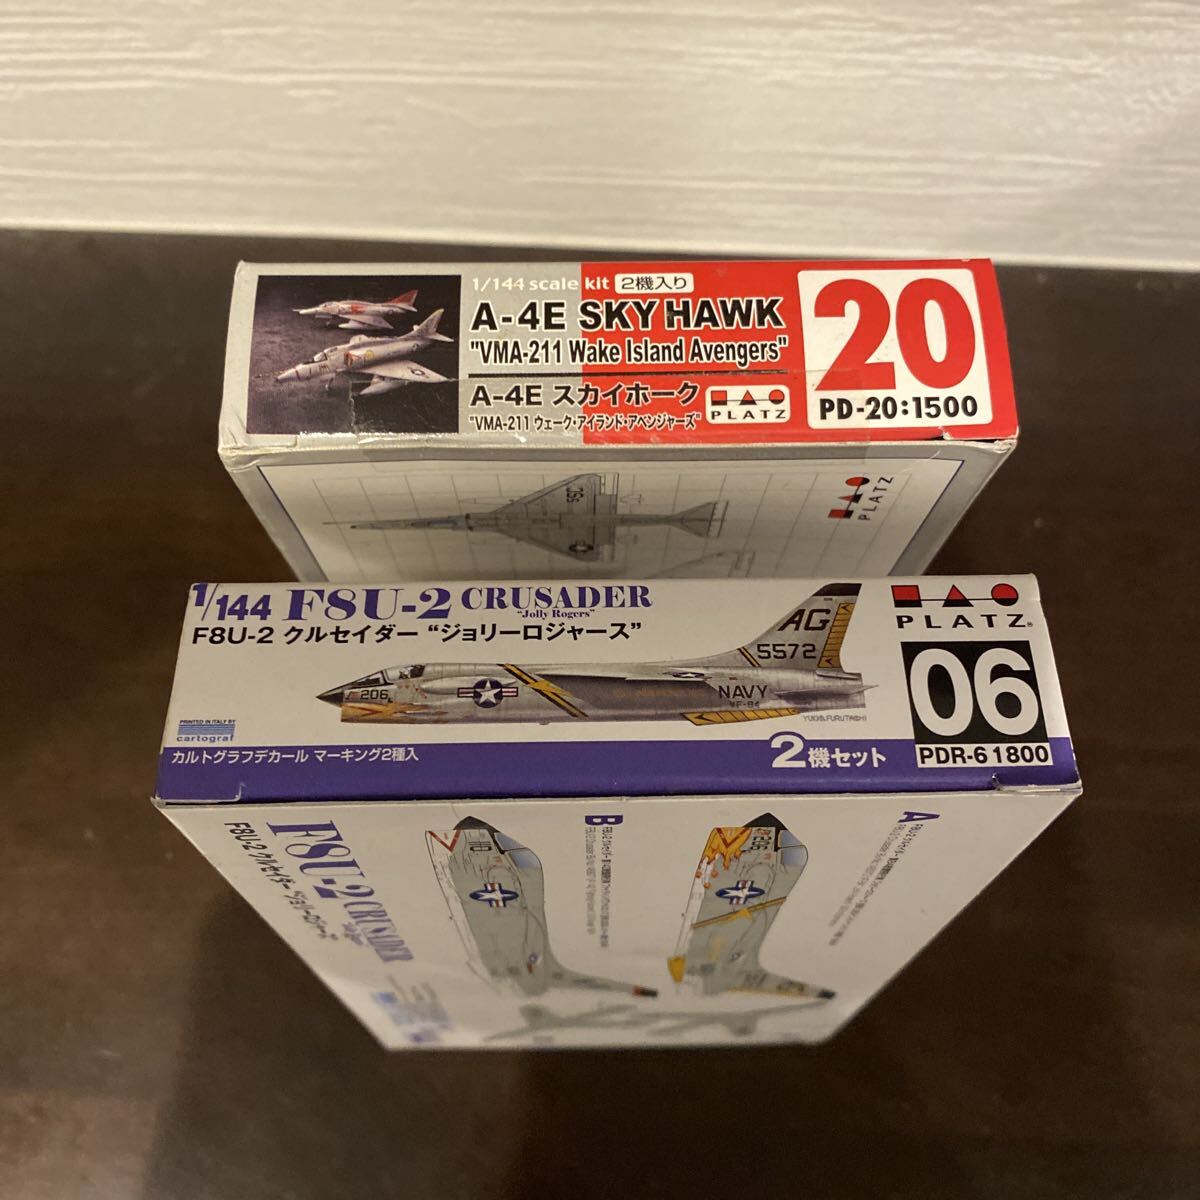 1/144 scale kit 2機入り
A-4E SKYHAWK
"VMA-211 Wake Island Avengers"
A-4E スカイホーク
"VMA-211 ウェーク・アイランド・アベンジャーズ"
PLATZ
20
PD-20:1500
PLATZ
1/144 F8U-2 CRUSADER
"Jolly Rogers"
F8U-2 クルセイダー “ジョリーロジャース”
AG
5572
206
NAVY
VF-84
YUKIO.FURUTACHI
PRINTED IN ITALY BY
cartograf
カルトグラフデカール マーキング2種入
2機セット
PLATZ®
06
PDR-6 1800
F8U-2 CRUSADER
F8U-2 クルセイダー “ジョリーロジャース”
B
A
206